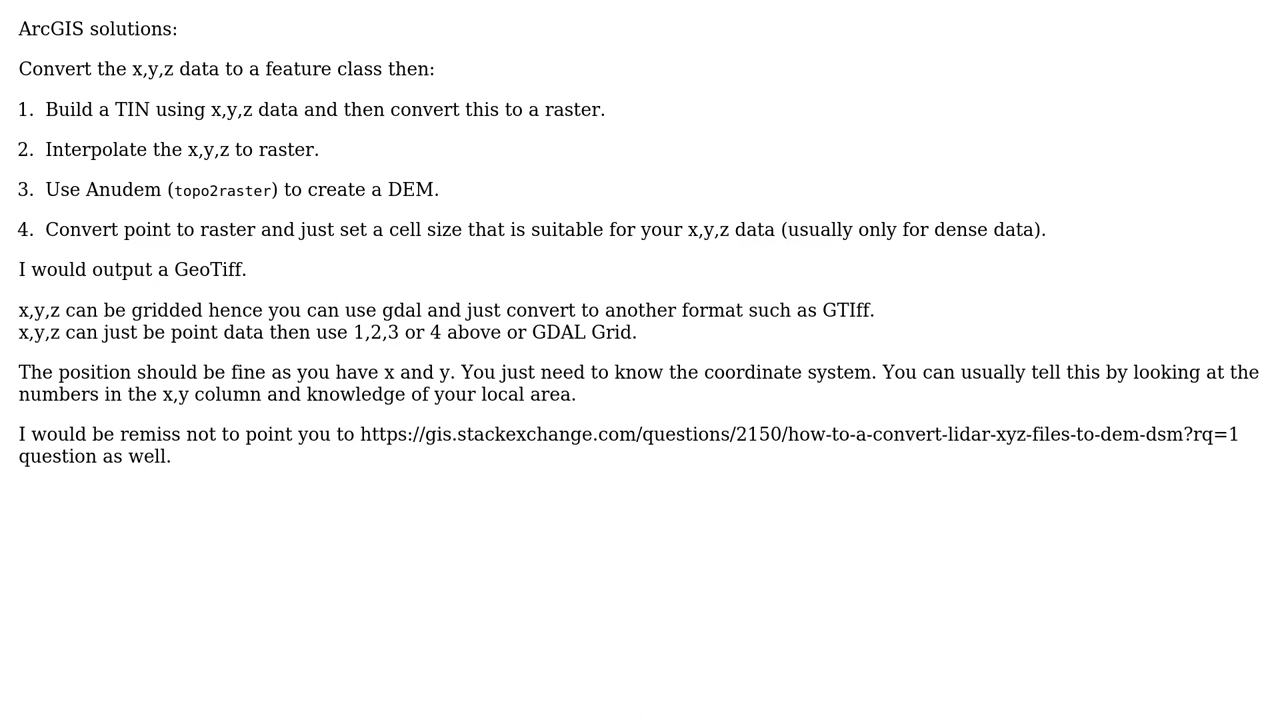 ArcGIS solutions:
Convert the x,y,z data to a feature class then:
1. Build a TIN using x,y,z data and then convert this to a raster.
2. Interpolate the x,y,z to raster.
3. Use Anudem (topo2raster) to create a DEM.
4. Convert point to raster and just set a cell size that is suitable for your x,y,z data (usually only for dense data).
I would output a GeoTiff.
x,y,z can be gridded hence you can use gdal and just convert to another format such as GTIff.
x,y,z can just be point data then use 1,2,3 or 4 above or GDAL Grid.
The position should be fine as you have x and y. You just need to know the coordinate system. You can usually tell this by looking at the
numbers in the x,y column and knowledge of your local area.
I would be remiss not to point you to https://gis.stackexchange.com/questions/2150/how-to-a-convert-lidar-xyz-files-to-dem-dsm?rq=1
question as well.